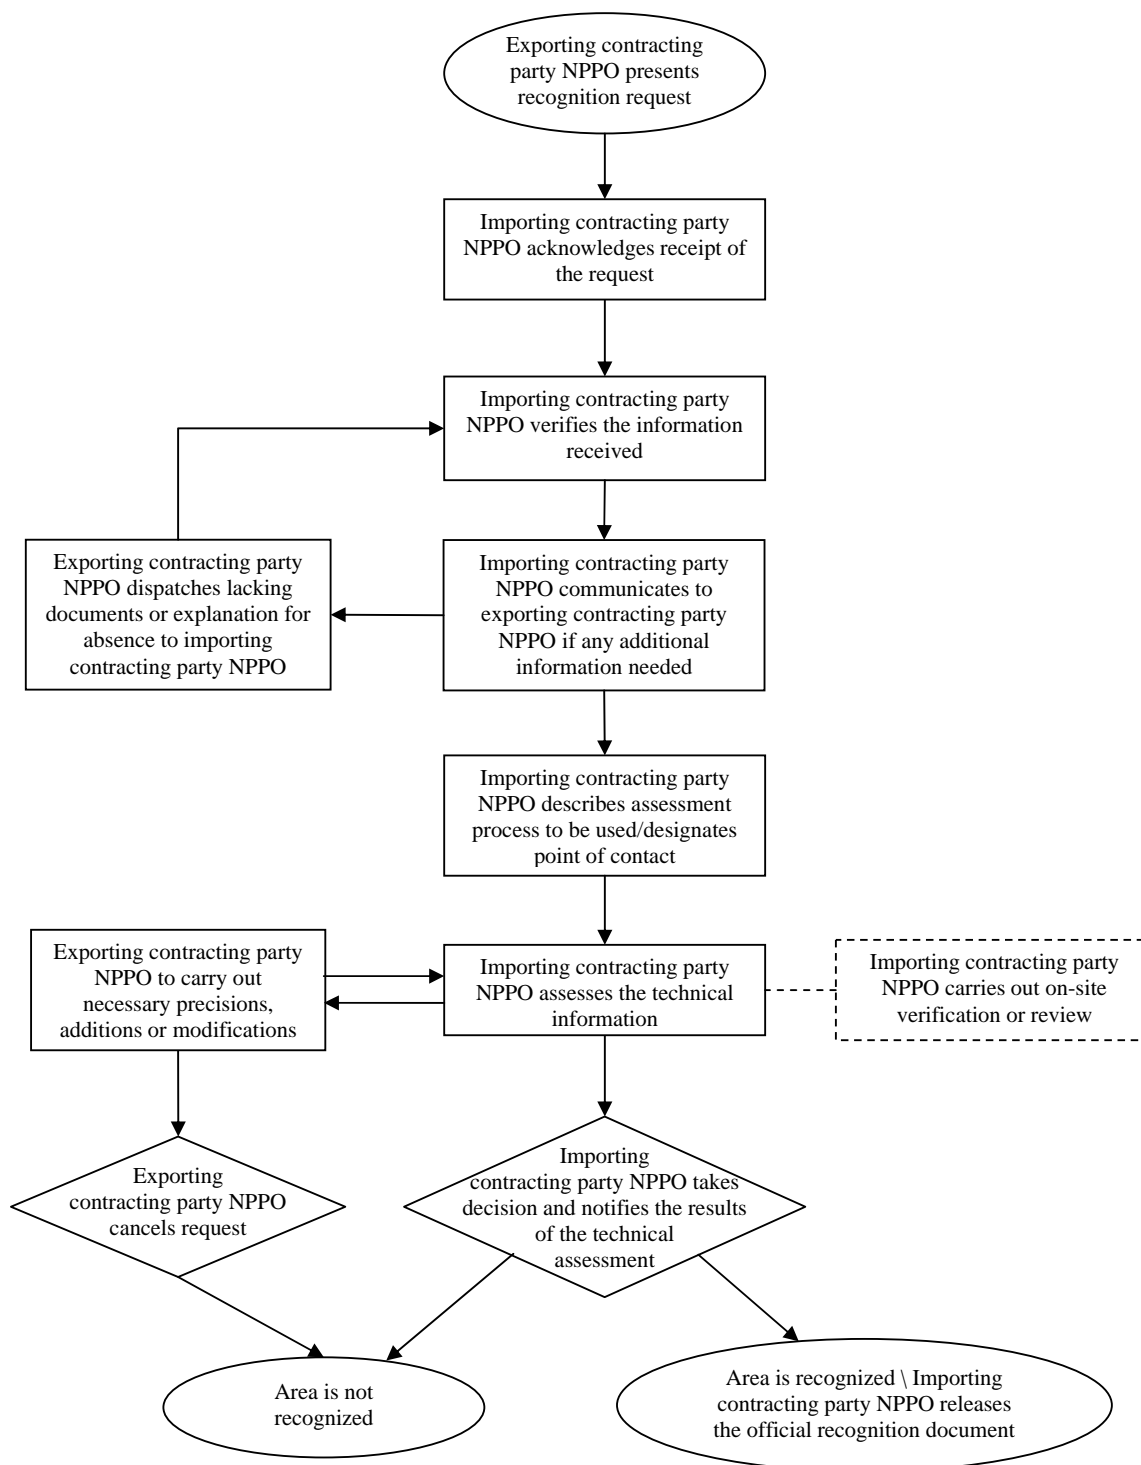 Exporting contracting
party NPPO presents
recognition request
Importing contracting party
NPPO acknowledges receipt of
the request
Importing contracting party
NPPO verifies the information
received
Exporting contracting party
NPPO dispatches lacking
documents or explanation for
absence to importing
contracting party NPPO
Importing contracting party
NPPO communicates to
exporting contracting party
NPPO if any additional
information needed
Importing contracting party
NPPO describes assessment
process to be used/designates
point of contact
Exporting contracting party
NPPO to carry out
necessary precisions,
additions or modifications
Importing contracting party
NPPO assesses the technical
information
Importing contracting party
NPPO carries out on-site
verification or review
Exporting
contracting party NPPO
cancels request
Importing
contracting party NPPO takes
decision and notifies the results
of the technical
assessment
Area is not
recognized
Area is recognized \ Importing
contracting party NPPO releases
the official recognition document